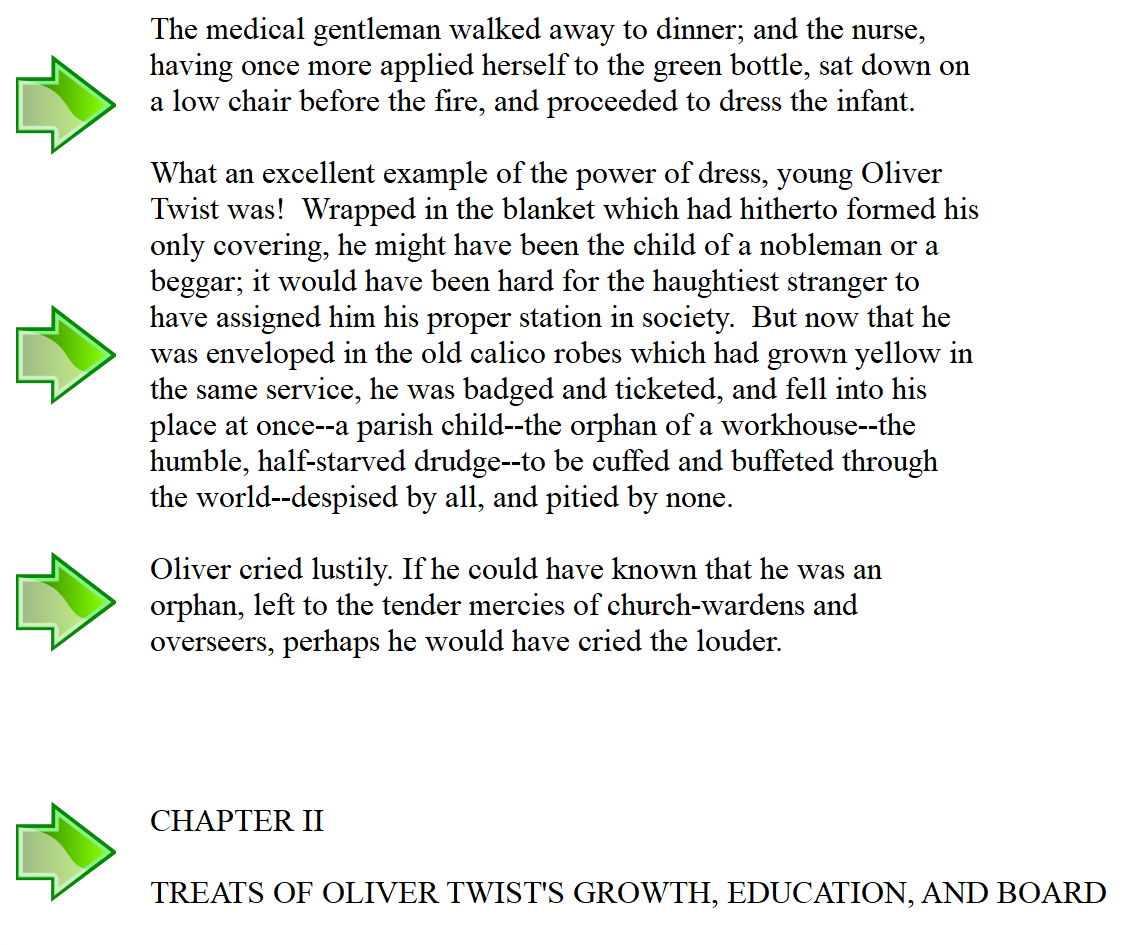 The medical gentleman walked away to dinner; and the nurse,
having once more applied herself to the green bottle, sat down on
a low chair before the fire, and proceeded to dress the infant.
What an excellent example of the power of dress, young Oliver
Twist was!  Wrapped in the blanket which had hitherto formed his
only covering, he might have been the child of a nobleman or a
beggar; it would have been hard for the haughtiest stranger to
have assigned him his proper station in society.  But now that he
was enveloped in the old calico robes which had grown yellow in
the same service, he was badged and ticketed, and fell into his
place at once--a parish child--the orphan of a workhouse--the
humble, half-starved drudge--to be cuffed and buffeted through
the world--despised by all, and pitied by none.
Oliver cried lustily. If he could have known that he was an
orphan, left to the tender mercies of church-wardens and
overseers, perhaps he would have cried the louder.
CHAPTER II
TREATS OF OLIVER TWIST'S GROWTH, EDUCATION, AND BOARD